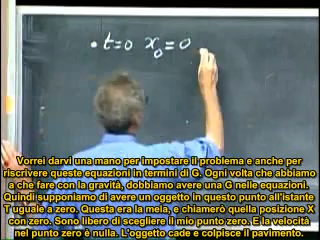 • t=0 x₀=0
Vorrei darvi una mano per impostare il problema e anche per
riscrivere queste equazioni in termini di G. Ogni volta che abbiamo
a che fare con la gravità, dobbiamo avere una G nelle equazioni.
Quindi supponiamo di avere un oggetto in questo punto all'istante
T uguale a zero. Questa era la mela, e chiamerò quella posizione X
con zero. Sono libero di scegliere il mio punto zero. E la velocità
nel punto zero è nulla. L'oggetto cade e colpisce il pavimento.